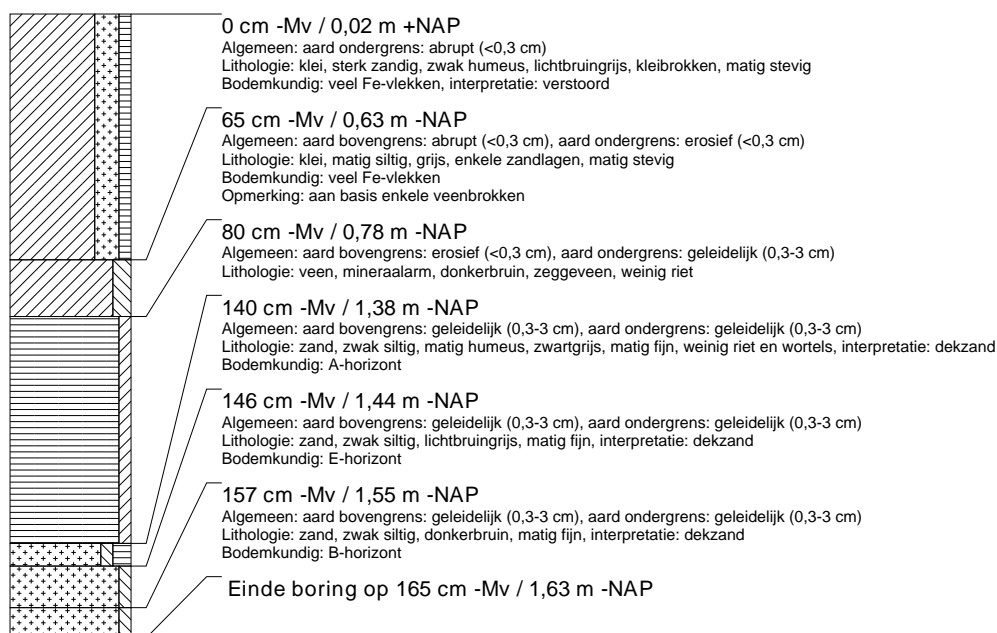 0 cm -Mv / 0,02 m +NAP
Algemeen: aard ondergrens: abrupt (<0,3 cm)
Lithologie: klei, sterk zandig, zwak humeus, lichtbruingrijs, kleibrokken, matig stevig
Bodemkundig: veel Fe-vlekken, interpretatie: verstoord
65 cm -Mv / 0,63 m -NAP
Algemeen: aard bovengrens: abrupt (<0,3 cm), aard ondergrens: erosief (<0,3 cm)
Lithologie: klei, matig siltig, grijs, enkele zandlagen, matig stevig
Bodemkundig: veel Fe-vlekken
Opmerking: aan basis enkele veenbrokken
80 cm -Mv / 0,78 m -NAP
Algemeen: aard bovengrens: erosief (<0,3 cm), aard ondergrens: geleidelijk (0,3-3 cm)
Lithologie: veen, mineraalarm, donkerbruin, zeggeveen, weinig riet
140 cm -Mv / 1,38 m -NAP
Algemeen: aard bovengrens: geleidelijk (0,3-3 cm), aard ondergrens: geleidelijk (0,3-3 cm)
Lithologie: zand, zwak siltig, matig humeus, zwartgrijs, matig fijn, weinig riet en wortels, interpretatie: dekzand
Bodemkundig: A-horizont
146 cm -Mv / 1,44 m -NAP
Algemeen: aard bovengrens: geleidelijk (0,3-3 cm), aard ondergrens: geleidelijk (0,3-3 cm)
Lithologie: zand, zwak siltig, lichtbruingrijs, matig fijn, interpretatie: dekzand
Bodemkundig: E-horizont
157 cm -Mv / 1,55 m -NAP
Algemeen: aard bovengrens: geleidelijk (0,3-3 cm), aard ondergrens: geleidelijk (0,3-3 cm)
Lithologie: zand, zwak siltig, donkerbruin, matig fijn, interpretatie: dekzand
Bodemkundig: B-horizont
Einde boring op 165 cm -Mv / 1,63 m -NAP